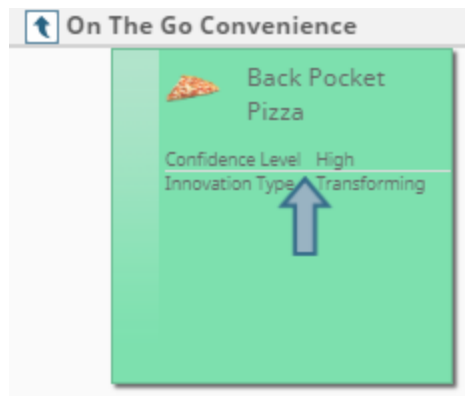 On The Go Convenience
Back Pocket
Pizza
Confidence Level High
Innovation Type Transforming